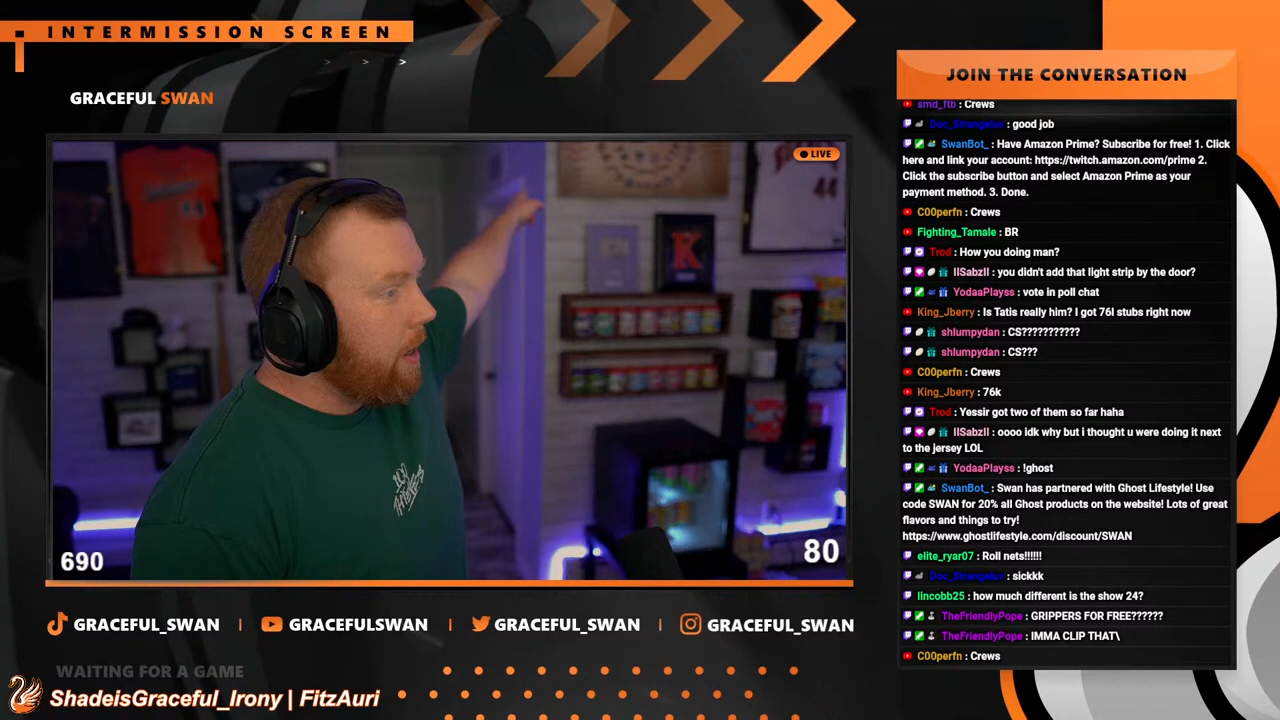 INTERMISSION SCREEN
> > >
GRACEFUL SWAN
LIVE
44
K
690
80
GRACEFUL_SWAN | GRACEFULSWAN | GRACEFUL_SWAN | GRACEFUL_SWAN
WAITING FOR A GAME
ShadeisGraceful_Irony | FitzAuri
JOIN THE CONVERSATION
smd_ftb : Crews
Doc_Strangeluv : good job
SwanBot_ : Have Amazon Prime? Subscribe for free! 1. Click
here and link your account: https://twitch.amazon.com/prime 2.
Click the subscribe button and select Amazon Prime as your
payment method. 3. Done.
C00perfn : Crews
Fighting_Tamale : BR
Trod : How you doing man?
IISabzII : you didn't add that light strip by the door?
YodaaPlayss : vote in poll chat
King_Jberry : Is Tatis really him? I got 76l stubs right now
shlumpydan : CS???????????
shlumpydan : CS???
C00perfn : Crews
King_Jberry : 76k
Trod : Yessir got two of them so far haha
IISabzII : oooo idk why but i thought u were doing it next
to the jersey LOL
YodaaPlayss : !ghost
SwanBot_ : Swan has partnered with Ghost Lifestyle! Use
code SWAN for 20% all Ghost products on the website! Lots of great
flavors and things to try!
https://www.ghostlifestyle.com/discount/SWAN
elite_ryar07 : Roll nets!!!!!!
Doc_Strangeluv : sickkk
lincobb25 : how much different is the show 24?
TheFriendlyPope : GRIPPERS FOR FREE??????
TheFriendlyPope : IMMA CLIP THAT\
C00perfn : Crews